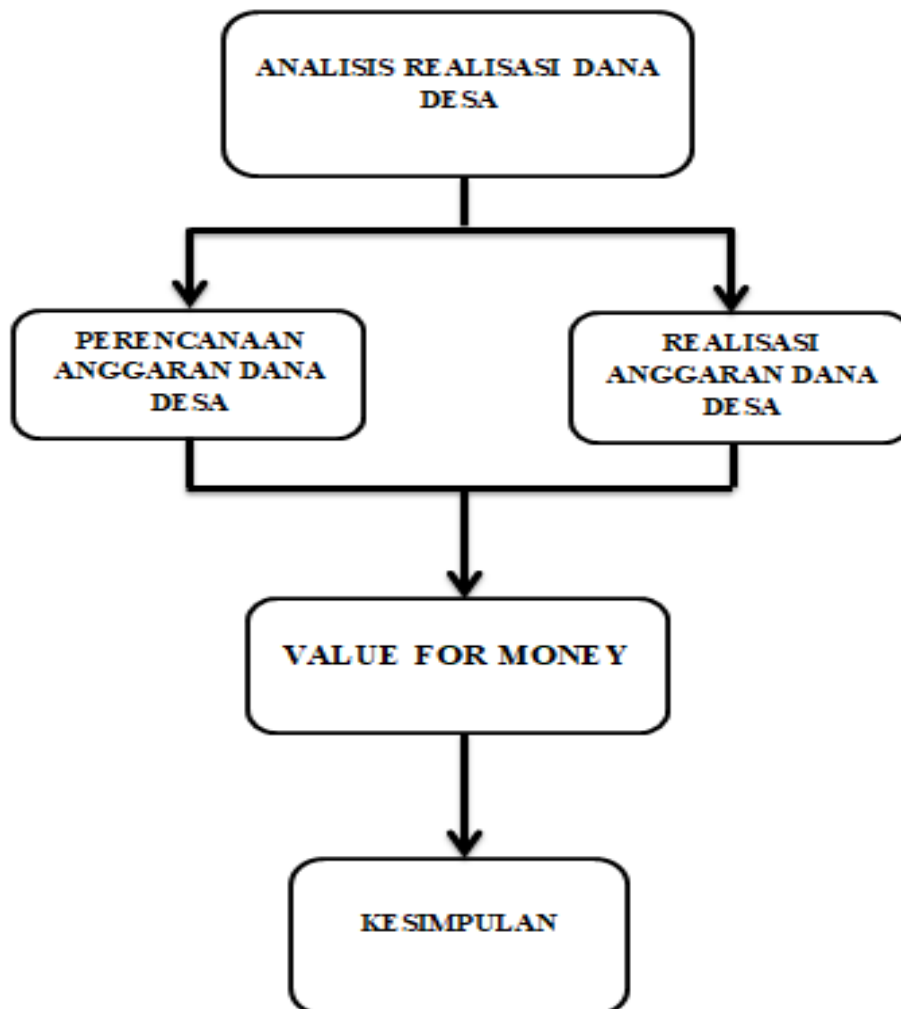 ANALISIS REALISASI DANA
DESA
PERENCANAAN
ANGGARAN DANA
DESA
REALISASI
ANGGARAN DANA
DESA
VALUE FOR MONEY
KESIMPULAN